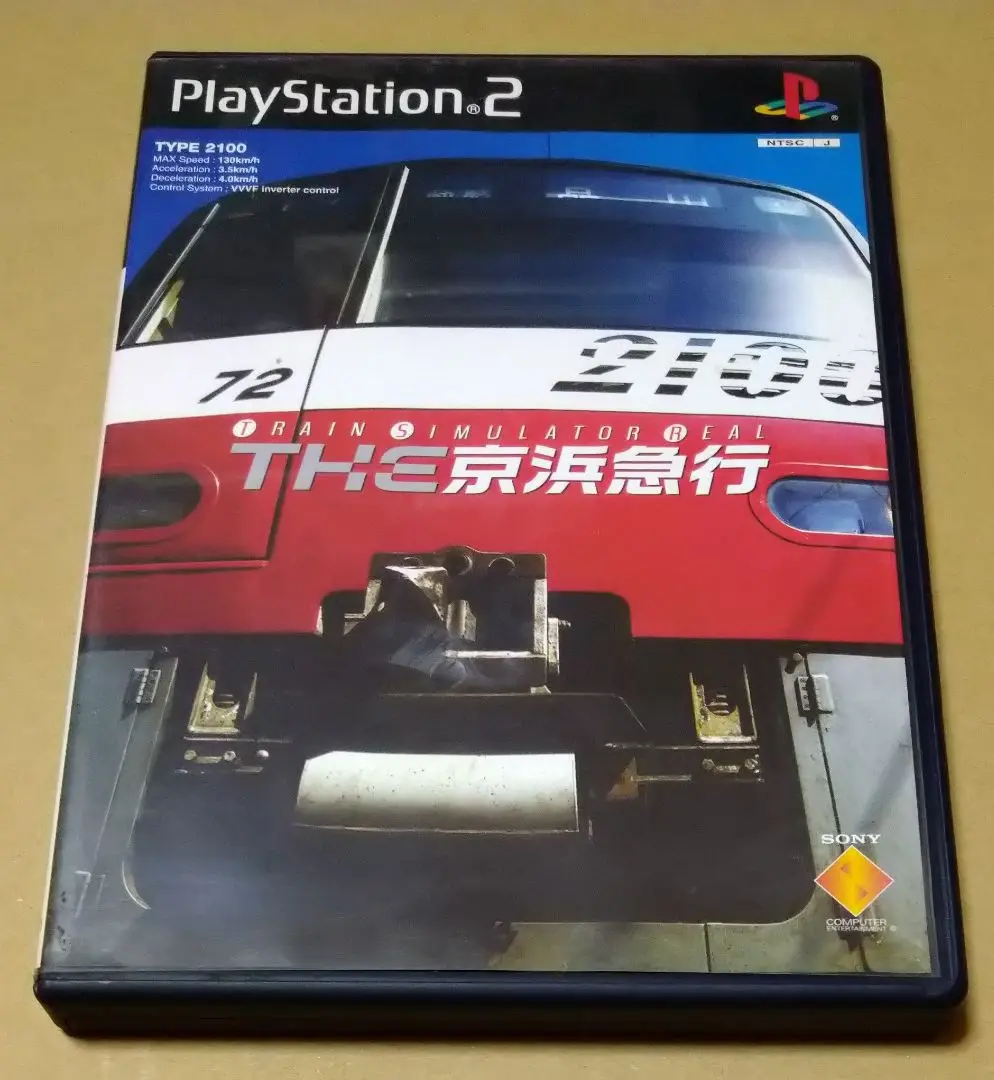 PlayStation®2
®
NTSC J
TYPE 2100
MAX Speed : 130km/h
Acceleration : 3.5km/h
Deceleration : 4.0km/h
Control System : VVVF inverter control
2100
72
TRAIN SIMULATOR REAL
THE京浜急行
SONY
COMPUTER
ENTERTAINMENT®